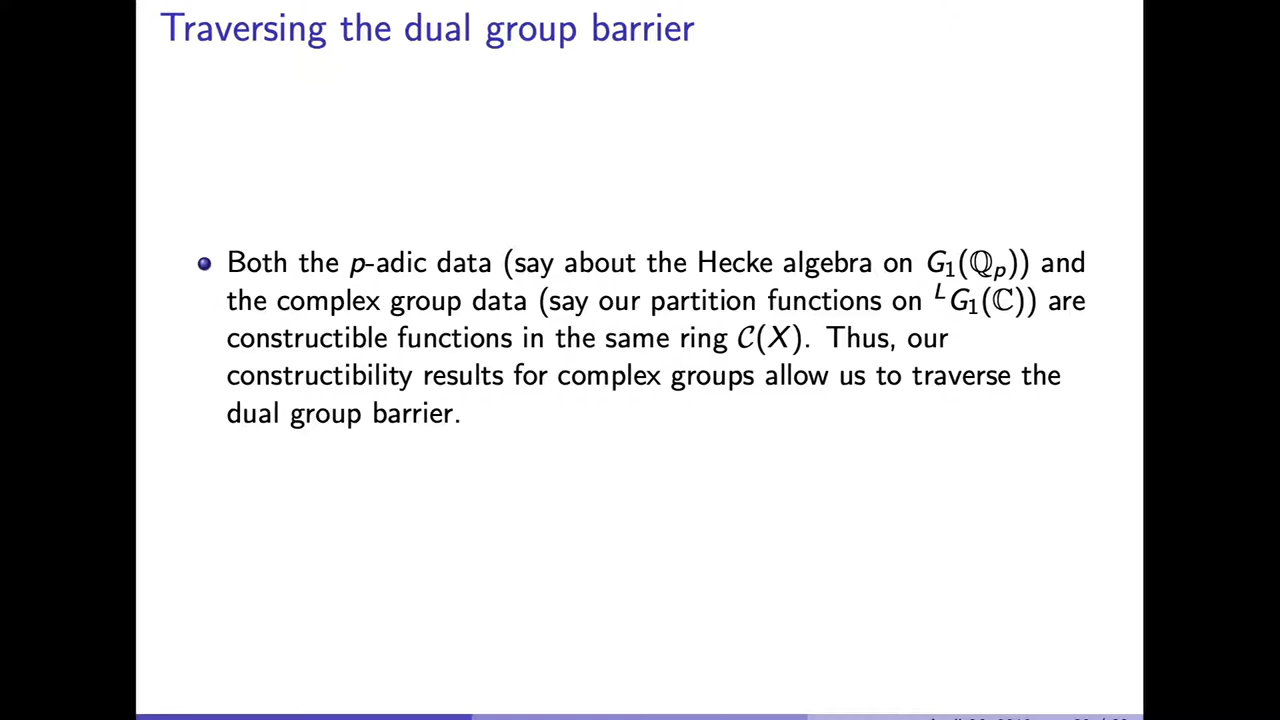 Traversing the dual group barrier
Both the p-adic data (say about the Hecke algebra on G₁(ℚₚ)) and
the complex group data (say our partition functions on ᴸG₁(ℂ)) are
constructible functions in the same ring 𝒞(X). Thus, our
constructibility results for complex groups allow us to traverse the
dual group barrier.